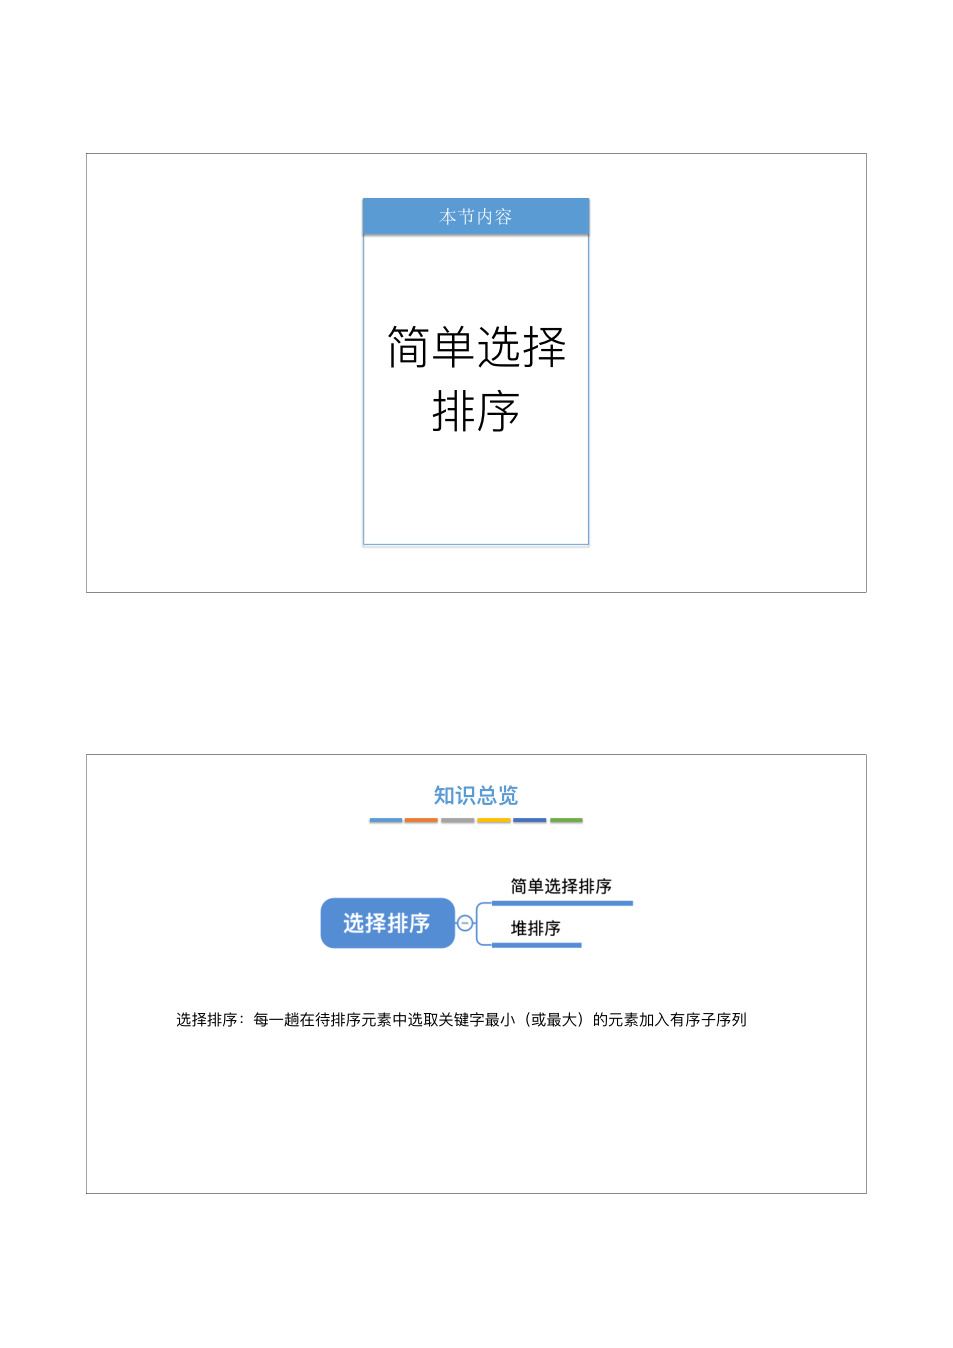 本节内容
简单选择
排序
知识总览
简单选择排序
选择排序
堆排序
选择排序：每一趟在待排序元素中选取关键字最小（或最大）的元素加入有序子序列